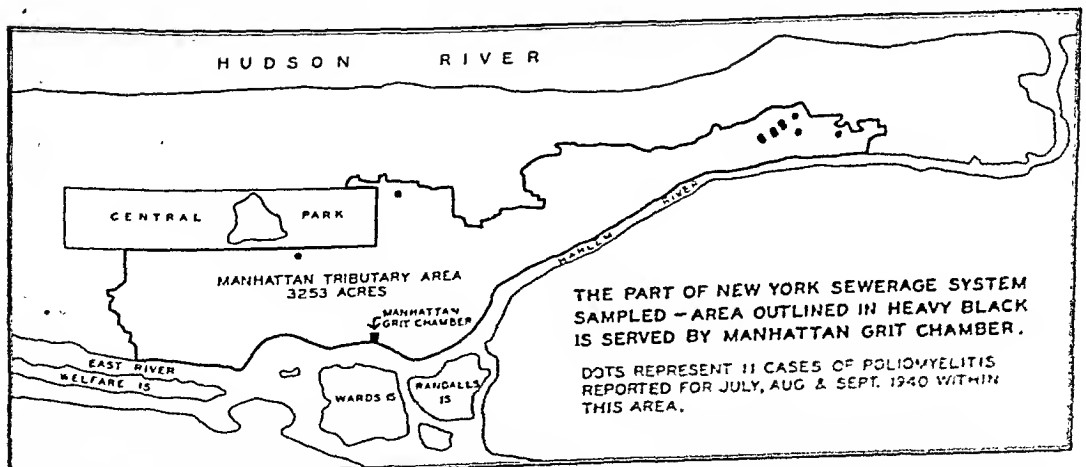 HUDSON RIVER
CENTRAL PARK
MANHATTAN TRIBUTARY AREA
3253 ACRES
MANHATTAN
GRIT CHAMBER
HARLEM RIVER
EAST RIVER
WELFARE IS
WARDS IS
RANDALLS
IS
THE PART OF NEW YORK SEWERAGE SYSTEM
SAMPLED – AREA OUTLINED IN HEAVY BLACK
IS SERVED BY MANHATTAN GRIT CHAMBER.
DOTS REPRESENT 11 CASES OF POLIOMYELITIS
REPORTED FOR JULY, AUG & SEPT. 1940 WITHIN
THIS AREA.